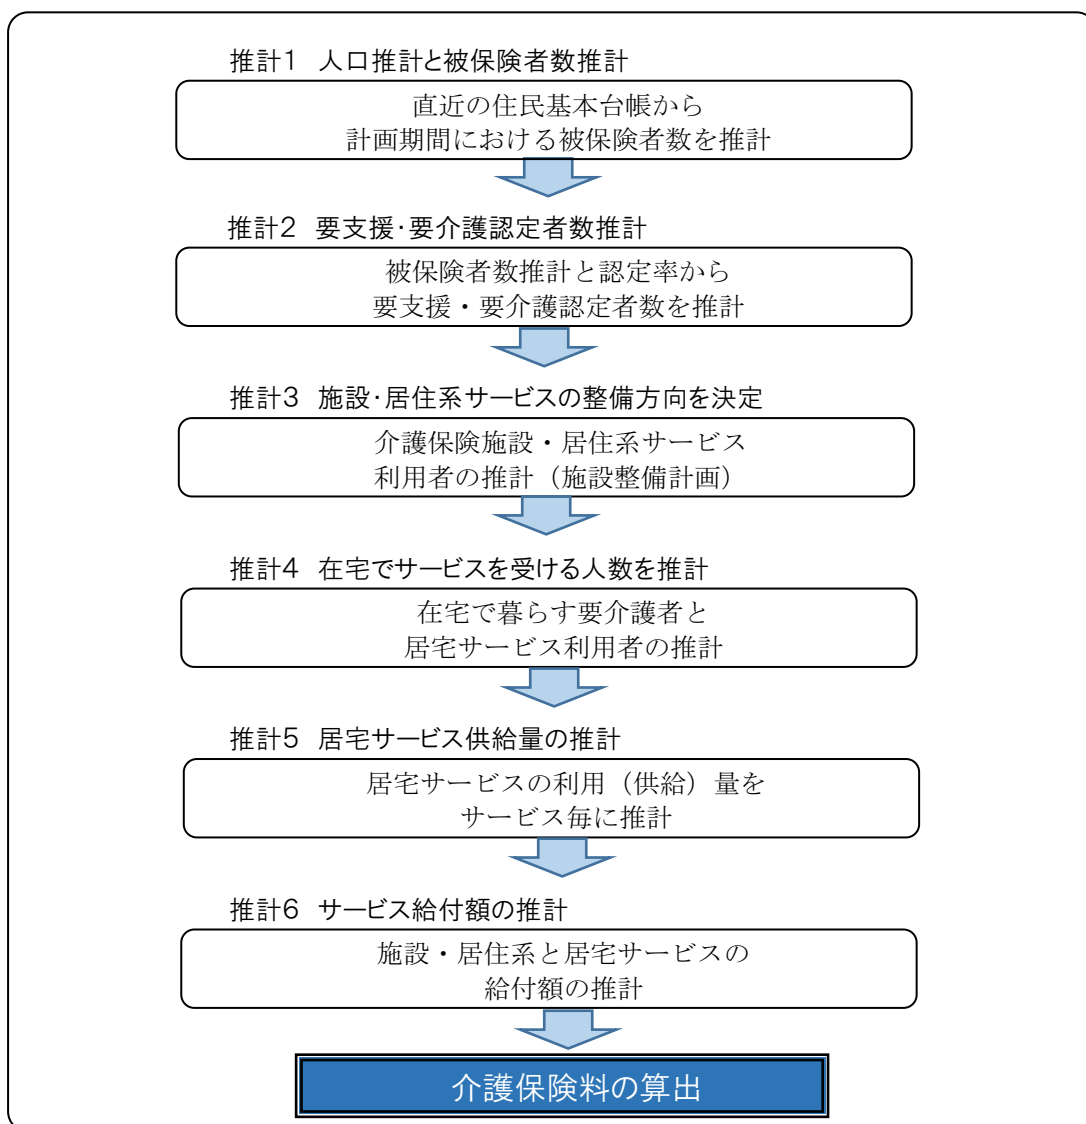 推計1 人口推計と被保険者数推計
直近の住民基本台帳から
計画期間における被保険者数を推計
推計2 要支援・要介護認定者数推計
被保険者数推計と認定率から
要支援・要介護認定者数を推計
推計3 施設・居住系サービスの整備方向を決定
介護保険施設・居住系サービス
利用者の推計（施設整備計画）
推計4 在宅でサービスを受ける人数を推計
在宅で暮らす要介護者と
居宅サービス利用者の推計
推計5 居宅サービス供給量の推計
居宅サービスの利用（供給）量を
サービス毎に推計
推計6 サービス給付額の推計
施設・居住系と居宅サービスの
給付額の推計
介護保険料の算出